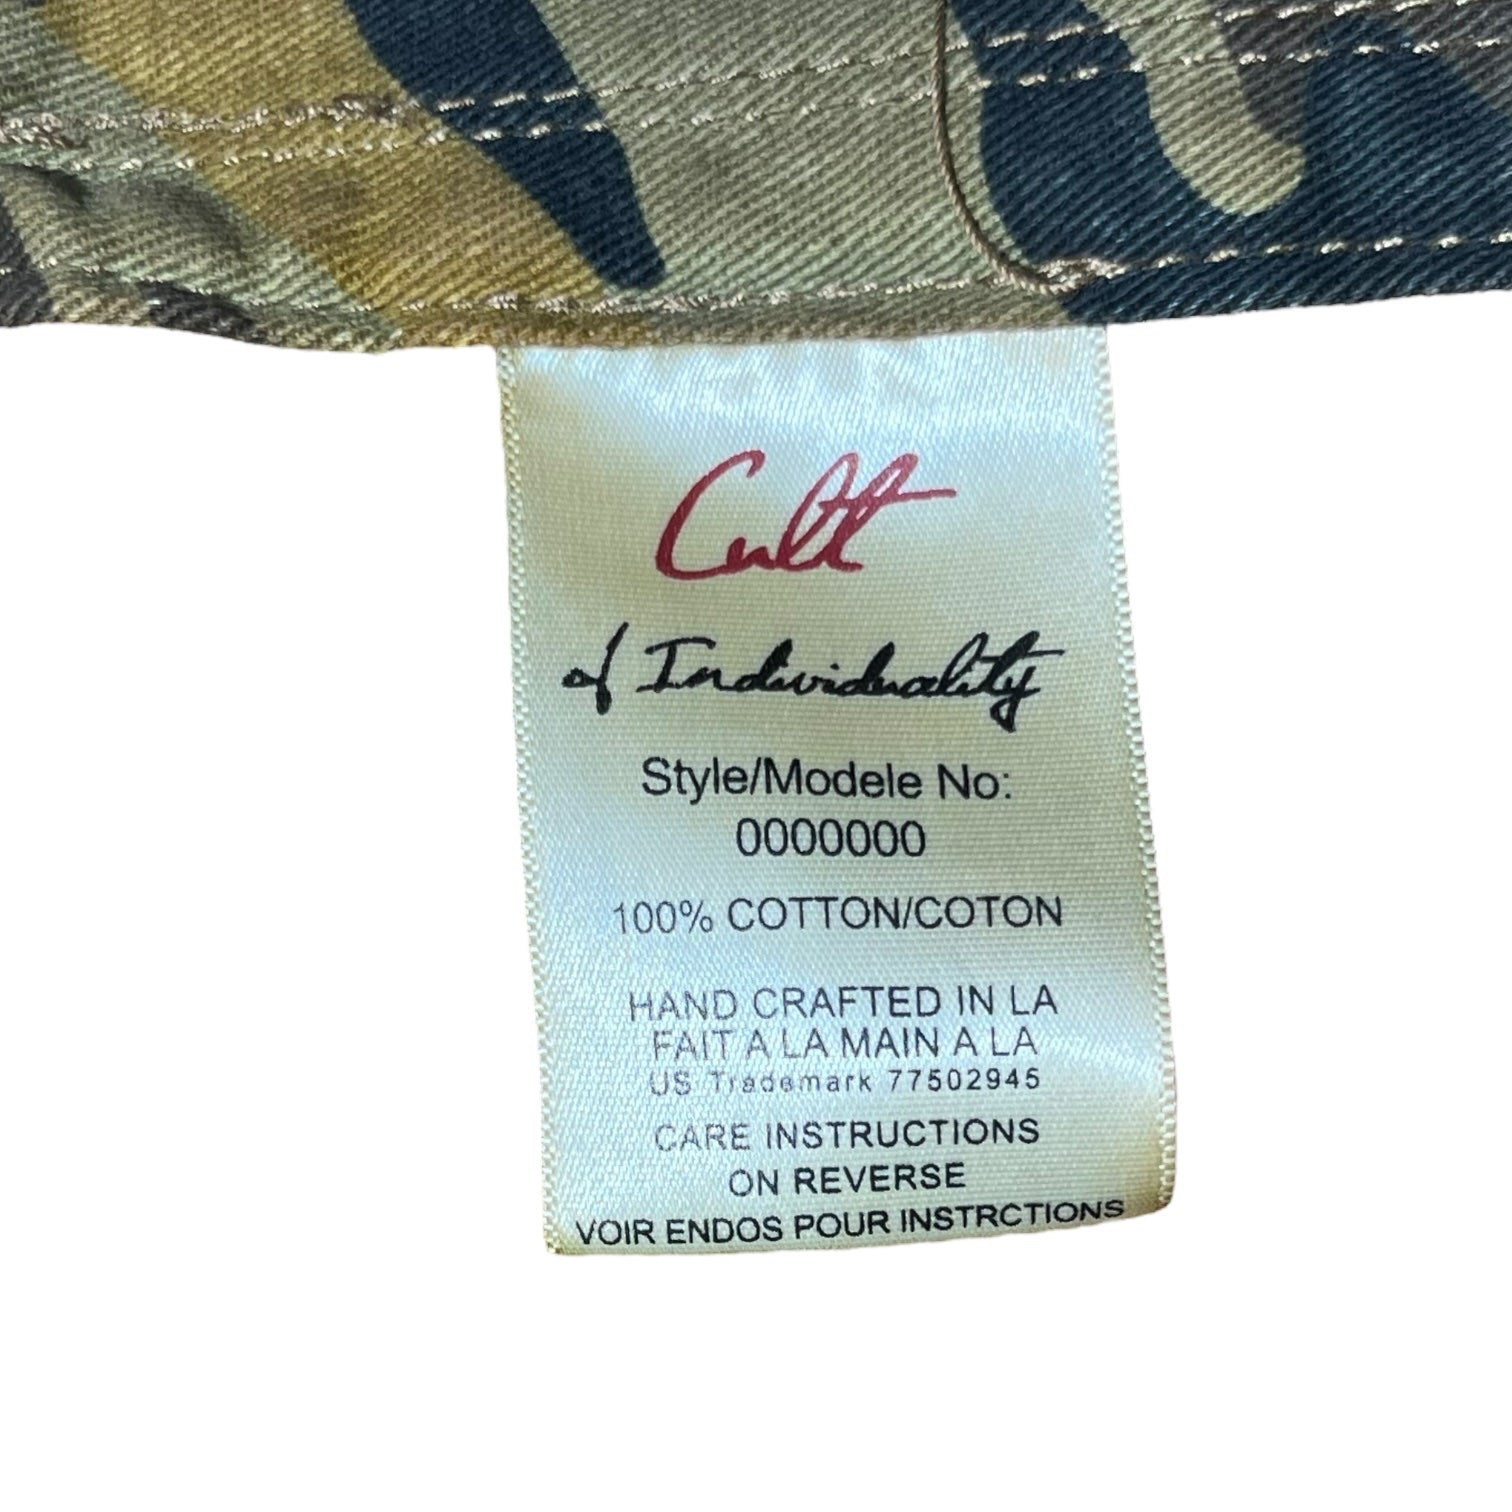 Cult
of Individuality
Style/Modele No:
0000000
100% COTTON/COTON
HAND CRAFTED IN LA
FAIT A LA MAIN A LA
US Trademark 77502945
CARE INSTRUCTIONS
ON REVERSE
VOIR ENDOS POUR INSTRCTIONS